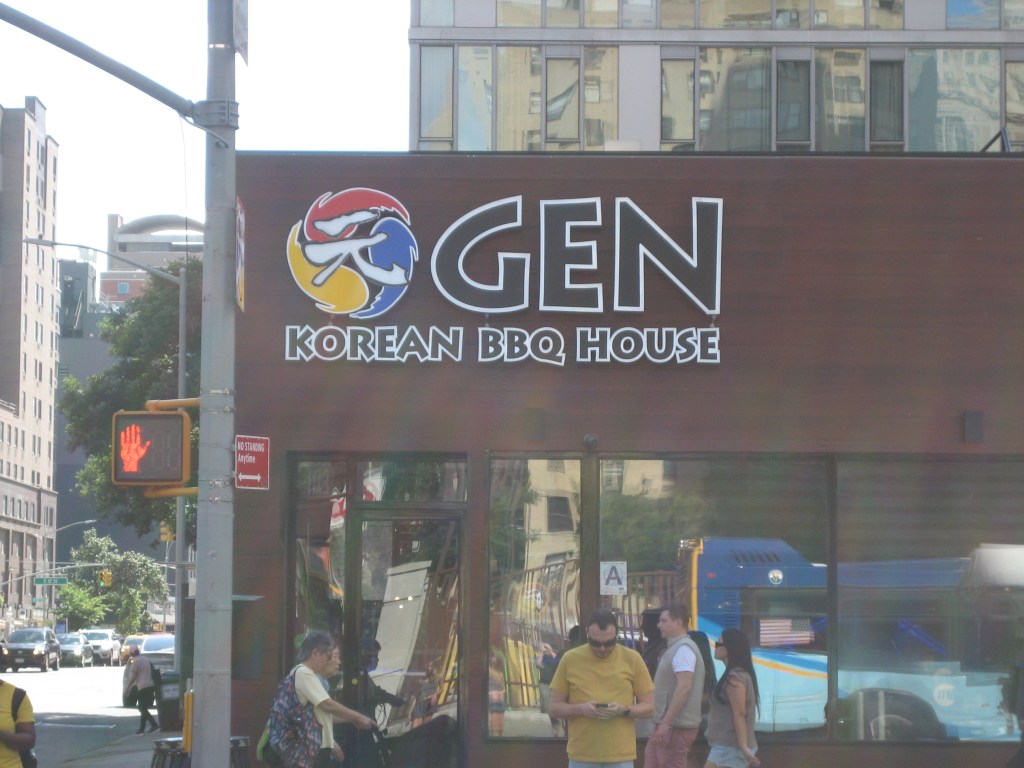 GEN
KOREAN BBQ HOUSE
NO STANDING
Anytime
A